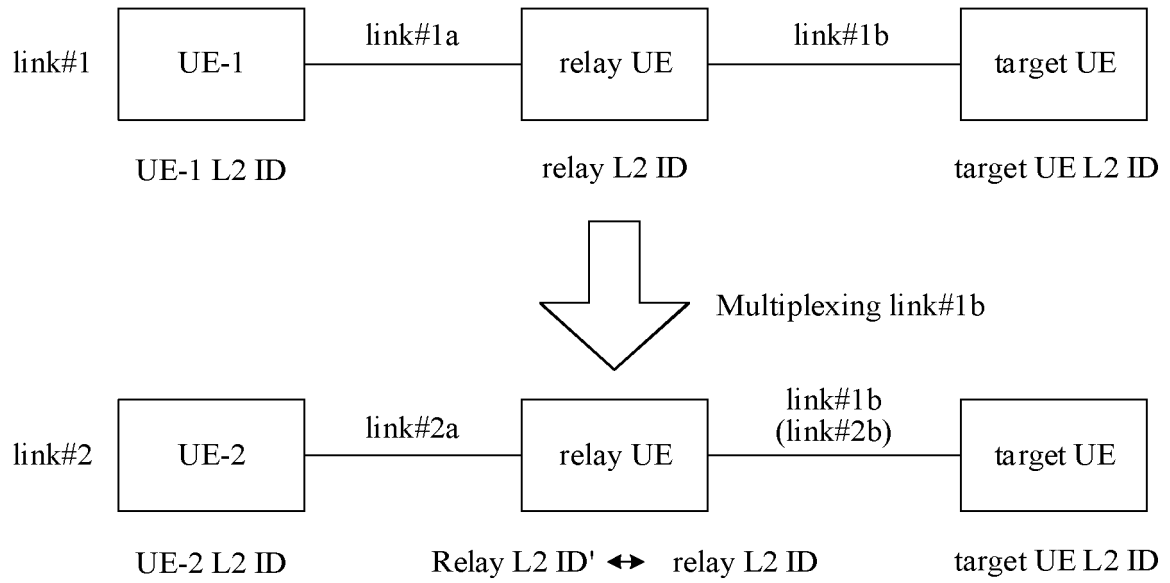 link#1
UE-1
link#1a
relay UE
link#1b
target UE
UE-1 L2 ID
relay L2 ID
target UE L2 ID
Multiplexing link#1b
link#2
UE-2
link#2a
relay UE
link#1b
(link#2b)
target UE
UE-2 L2 ID
Relay L2 ID' ↔ relay L2 ID
target UE L2 ID